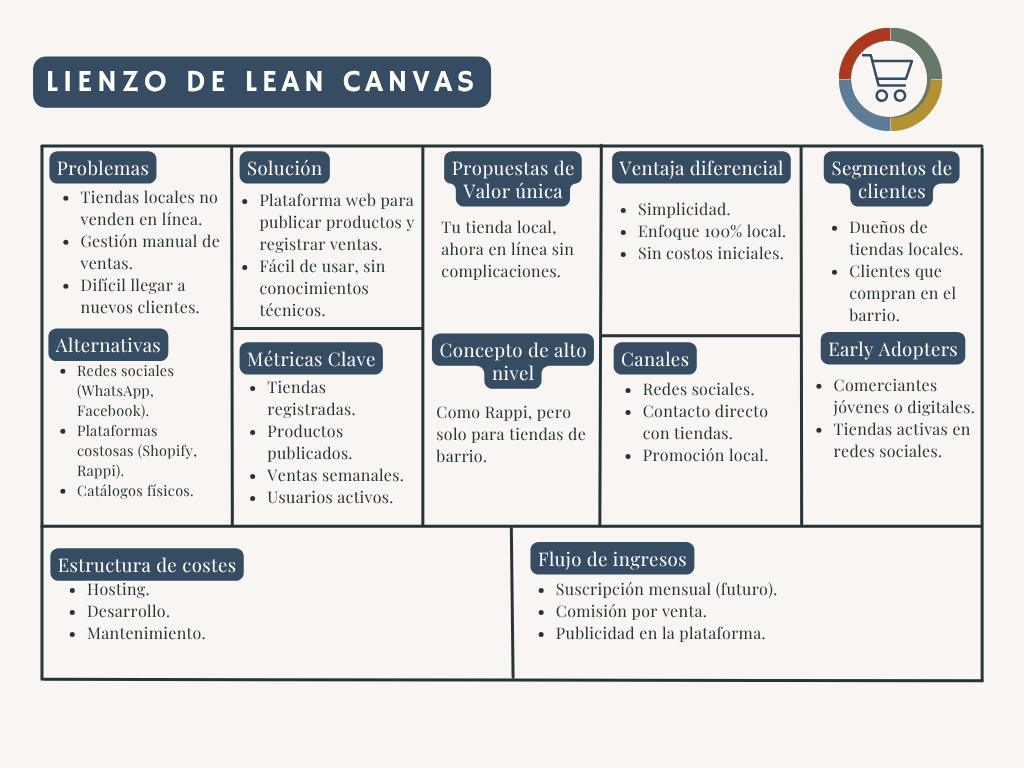 LIENZO DE LEAN CANVAS
Problemas
• Tiendas locales no
venden en línea.
• Gestión manual de
ventas.
• Difícil llegar a
nuevos clientes.
Alternativas
• Redes sociales
(WhatsApp,
Facebook).
• Plataformas
costosas (Shopify,
Rappi).
• Catálogos físicos.
Solución
• Plataforma web para
publicar productos y
registrar ventas.
• Fácil de usar, sin
conocimientos
técnicos.
Métricas Clave
• Tiendas
registradas.
• Productos
publicados.
• Ventas semanales.
• Usuarios activos.
Propuestas de
Valor única
Tu tienda local,
ahora en línea sin
complicaciones.
Concepto de alto
nivel
Como Rappi, pero
solo para tiendas de
barrio.
Ventaja diferencial
• Simplicidad.
• Enfoque 100% local.
• Sin costos iniciales.
Canales
• Redes sociales.
• Contacto directo
con tiendas.
• Promoción local.
Segmentos de
clientes
• Dueños de
tiendas locales.
• Clientes que
compran en el
barrio.
Early Adopters
• Comerciantes
jóvenes o digitales.
• Tiendas activas en
redes sociales.
Estructura de costes
• Hosting.
• Desarrollo.
• Mantenimiento.
Flujo de ingresos
• Suscripción mensual (futuro).
• Comisión por venta.
• Publicidad en la plataforma.